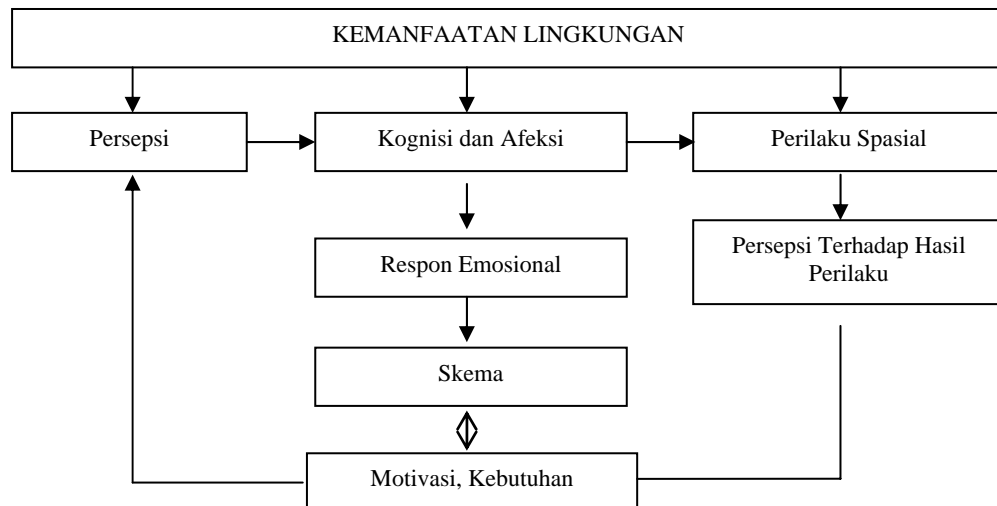 KEMANFAATAN LINGKUNGAN
Persepsi
Kognisi dan Afeksi
Perilaku Spasial
Respon Emosional
Persepsi Terhadap Hasil
Perilaku
Skema
Motivasi, Kebutuhan